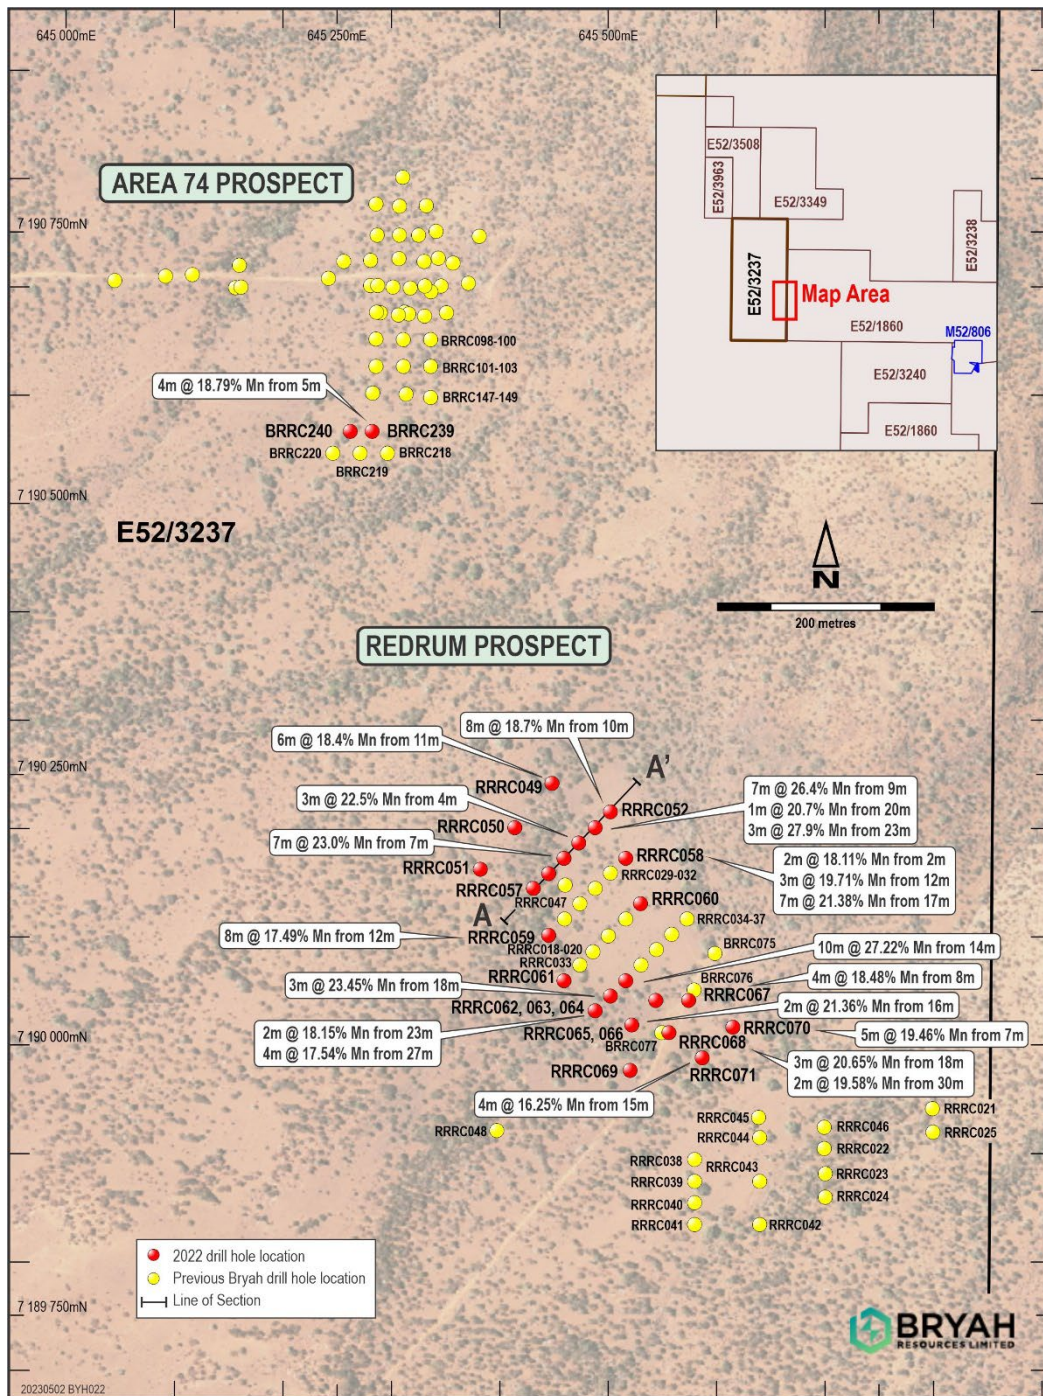 645 000mE
645 250mE
645 500mE
E52/3508
E52/3963
E52/3349
E52/3238
E52/3237
Map Area
E52/1860
M52/806
E52/3240
E52/1860
AREA 74 PROSPECT
7 190 750mN
BRRC098-100
BRRC101-103
4m @ 18.79% Mn from 5m
BRRC147-149
BRRC240
BRRC239
BRRC220
BRRC218
BRRC219
7 190 500mN
E52/3237
N
200 metres
REDRUM PROSPECT
8m @ 18.7% Mn from 10m
6m @ 18.4% Mn from 11m
7 190 250mN
A'
RRRC049
7m @ 26.4% Mn from 9m
1m @ 20.7% Mn from 20m
3m @ 27.9% Mn from 23m
3m @ 22.5% Mn from 4m
RRRC052
RRRC050
7m @ 23.0% Mn from 7m
RRRC058
2m @ 18.11% Mn from 2m
3m @ 19.71% Mn from 12m
7m @ 21.38% Mn from 17m
RRRC051
RRRC029-032
RRRC057
RRRC047
RRRC060
A
RRRC034-37
8m @ 17.49% Mn from 12m
RRRC059
RRRC018-020
10m @ 27.22% Mn from 14m
BRRC075
RRRC033
RRRC061
BRRC076
4m @ 18.48% Mn from 8m
3m @ 23.45% Mn from 18m
RRRC062, 063, 064
RRRC067
2m @ 21.36% Mn from 16m
2m @ 18.15% Mn from 23m
4m @ 17.54% Mn from 27m
7 190 000mN
RRRC065, 066
RRRC070
5m @ 19.46% Mn from 7m
BRRC077
RRRC068
3m @ 20.65% Mn from 18m
2m @ 19.58% Mn from 30m
RRRC069
RRRC071
4m @ 16.25% Mn from 15m
RRRC048
RRRC045
RRRC021
RRRC046
RRRC044
RRRC025
RRRC022
RRRC038
RRRC043
RRRC039
RRRC023
RRRC040
RRRC024
RRRC041
RRRC042
2022 drill hole location
Previous Bryah drill hole location
Line of Section
7 189 750mN
BRYAH
RESOURCES LIMITED
20230502 BYH022